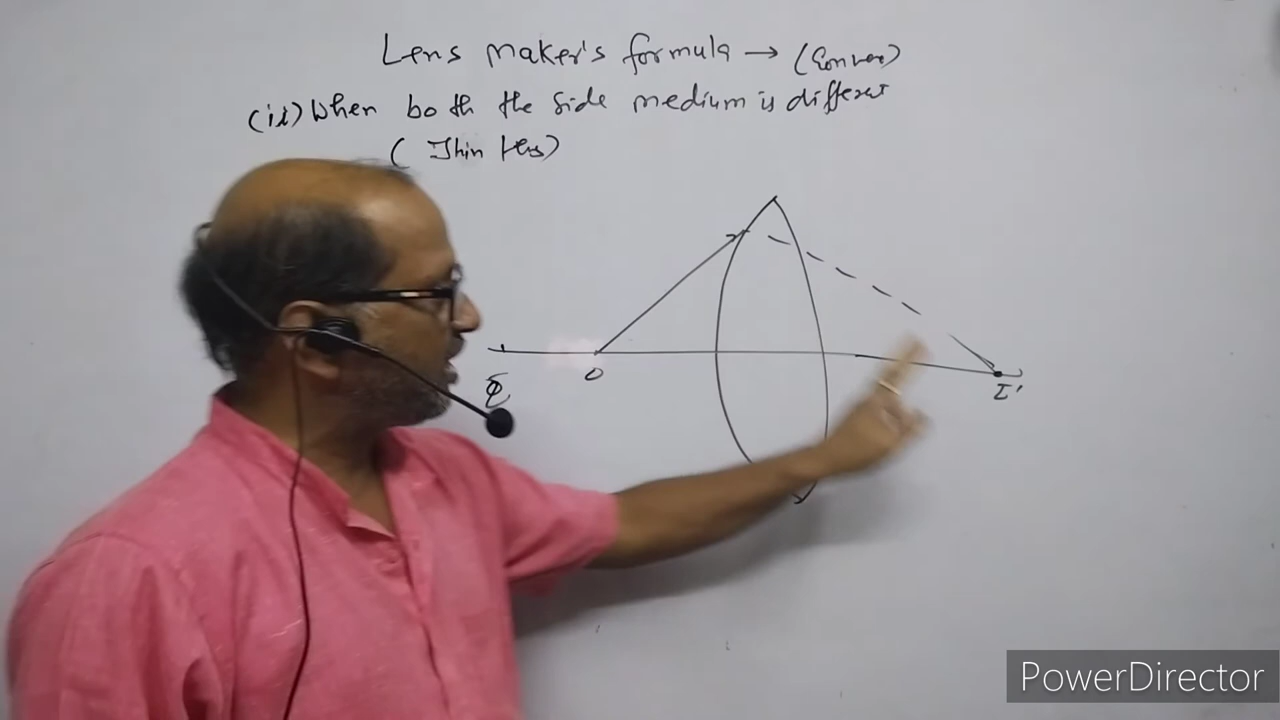 Lens maker's formula → (Convex)
(ii) When both the side medium is different
( Thin lens)
O
I'
PowerDirector